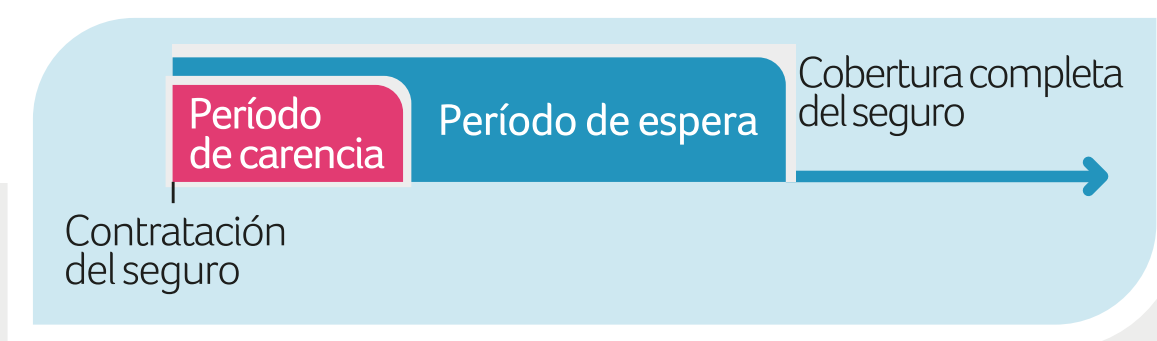 Período
de carencia
Período de espera
Cobertura completa
del seguro
Contratación
del seguro